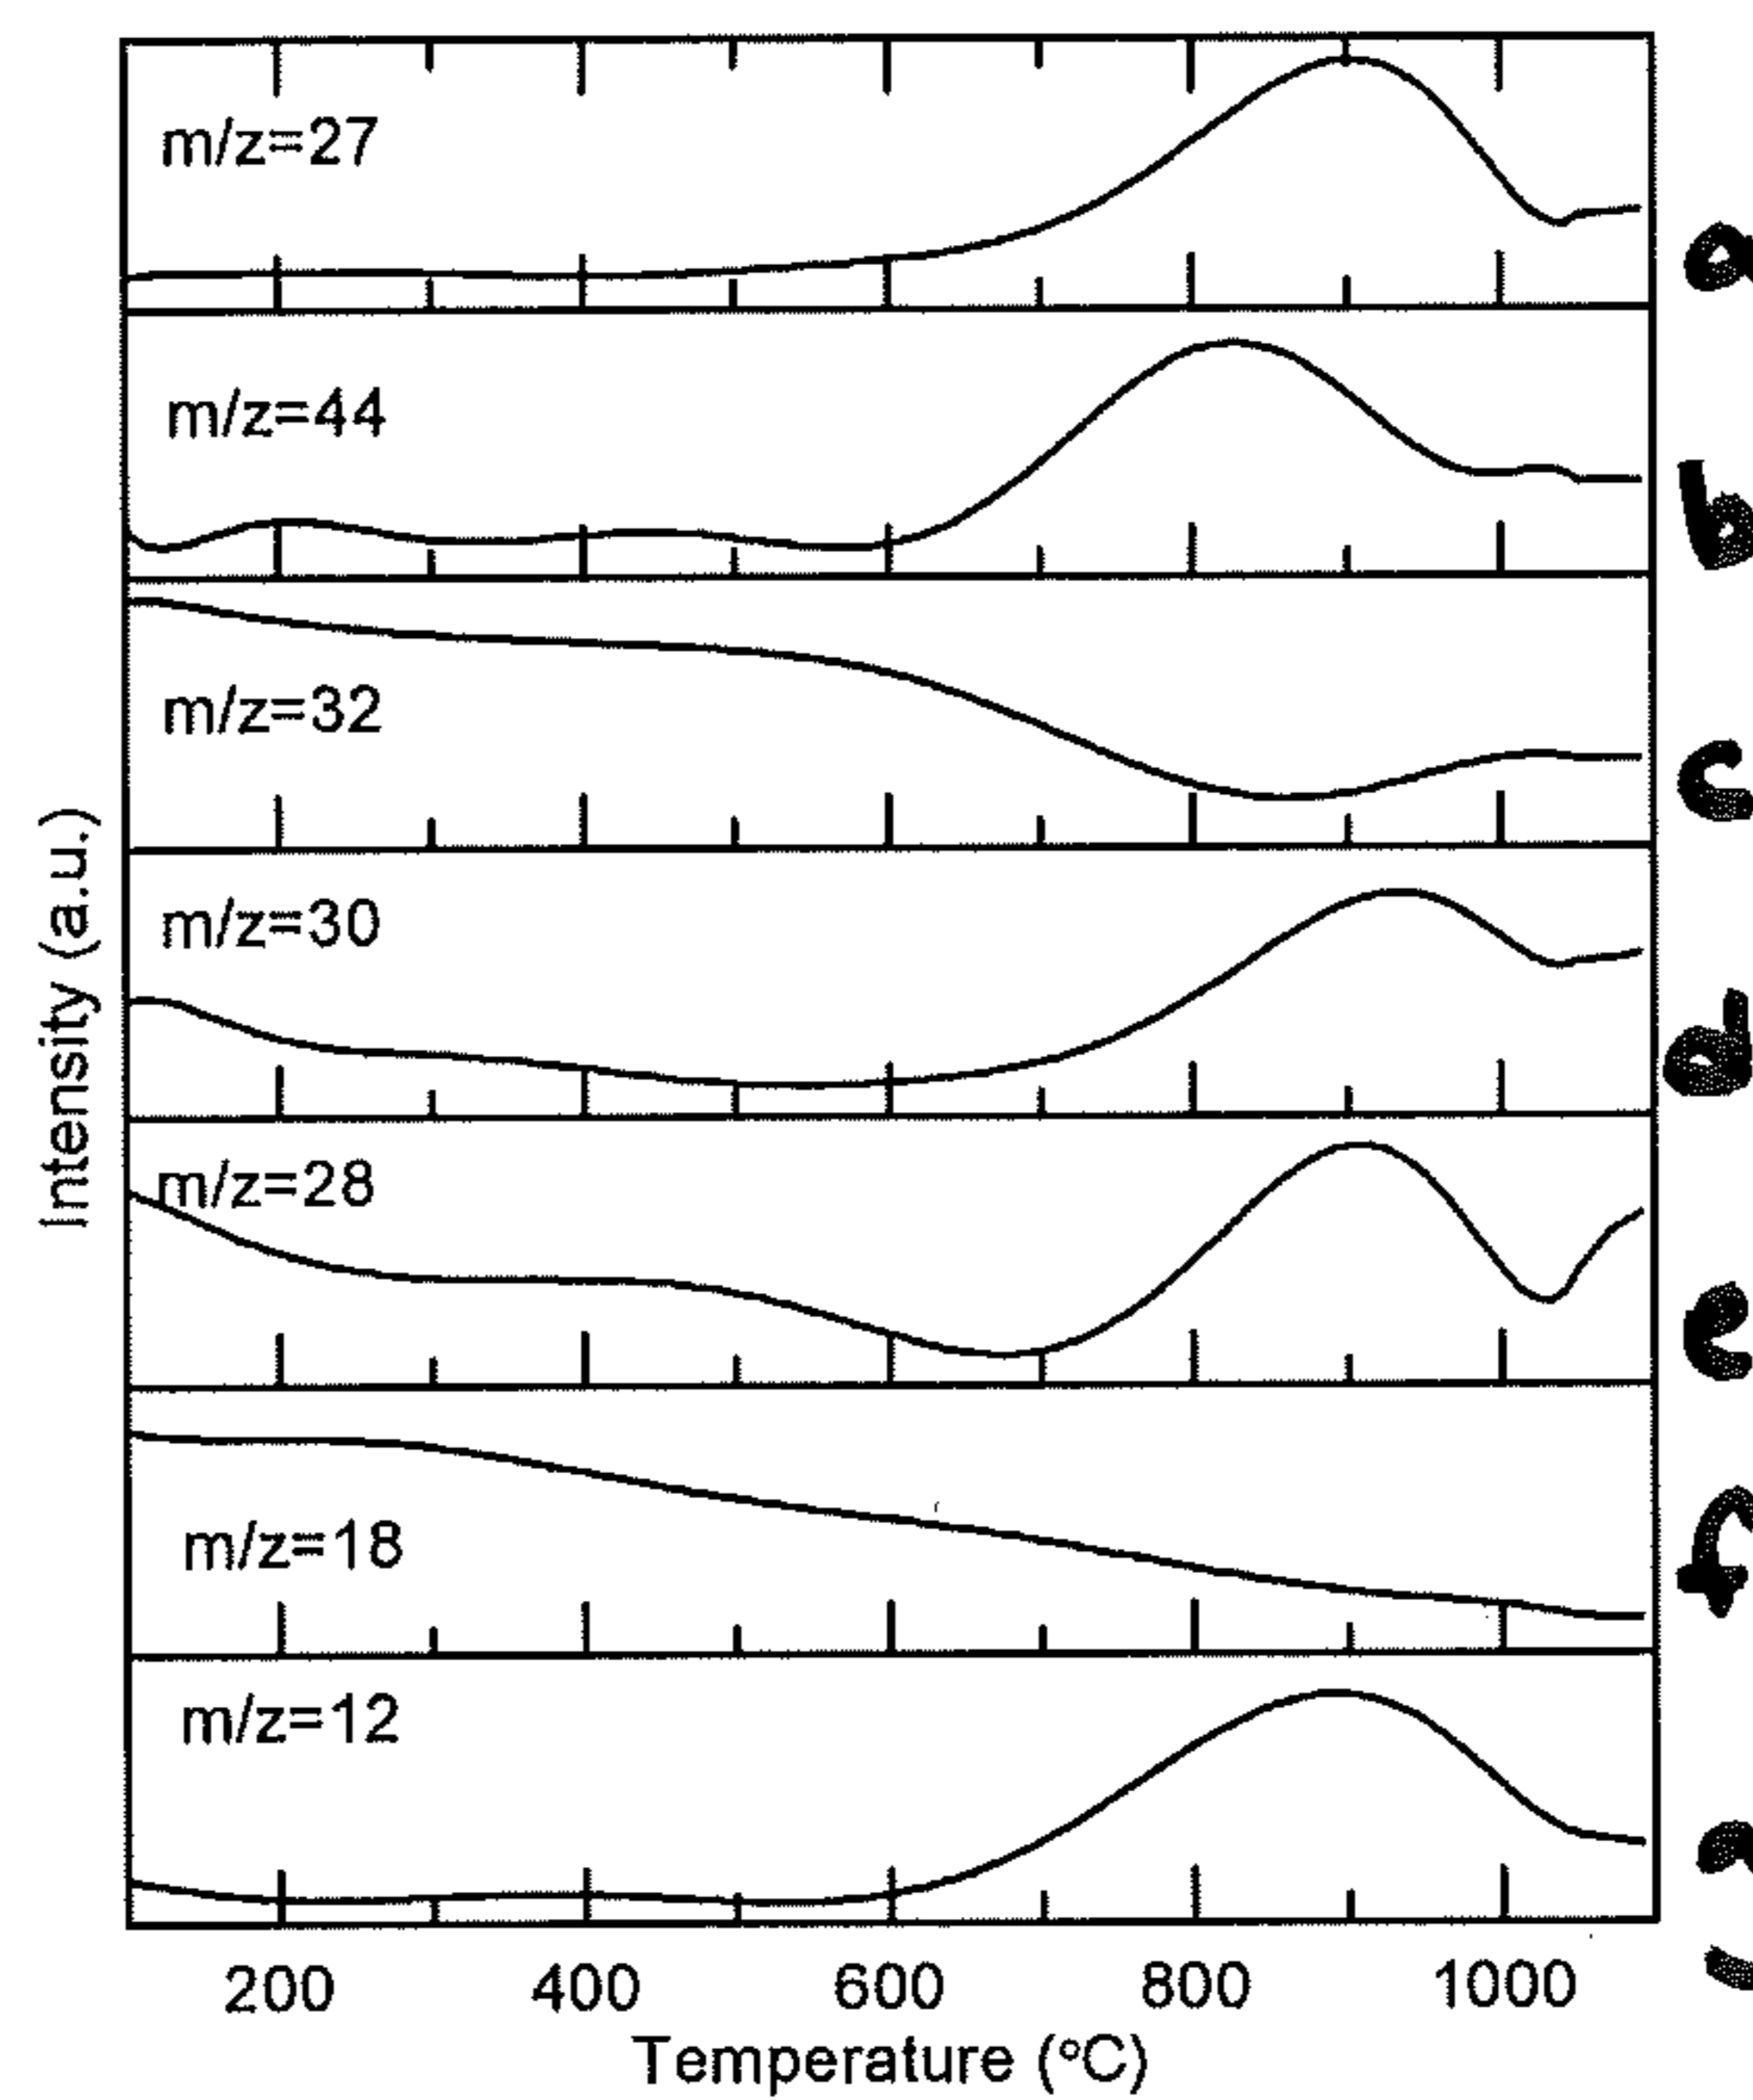 m/z=27
a
m/z=44
b
m/z=32
c
m/z=30
d
m/z=28
e
m/z=18
f
m/z=12
Intensity (a.u.)
200 400 600 800 1000
Temperature (°C)